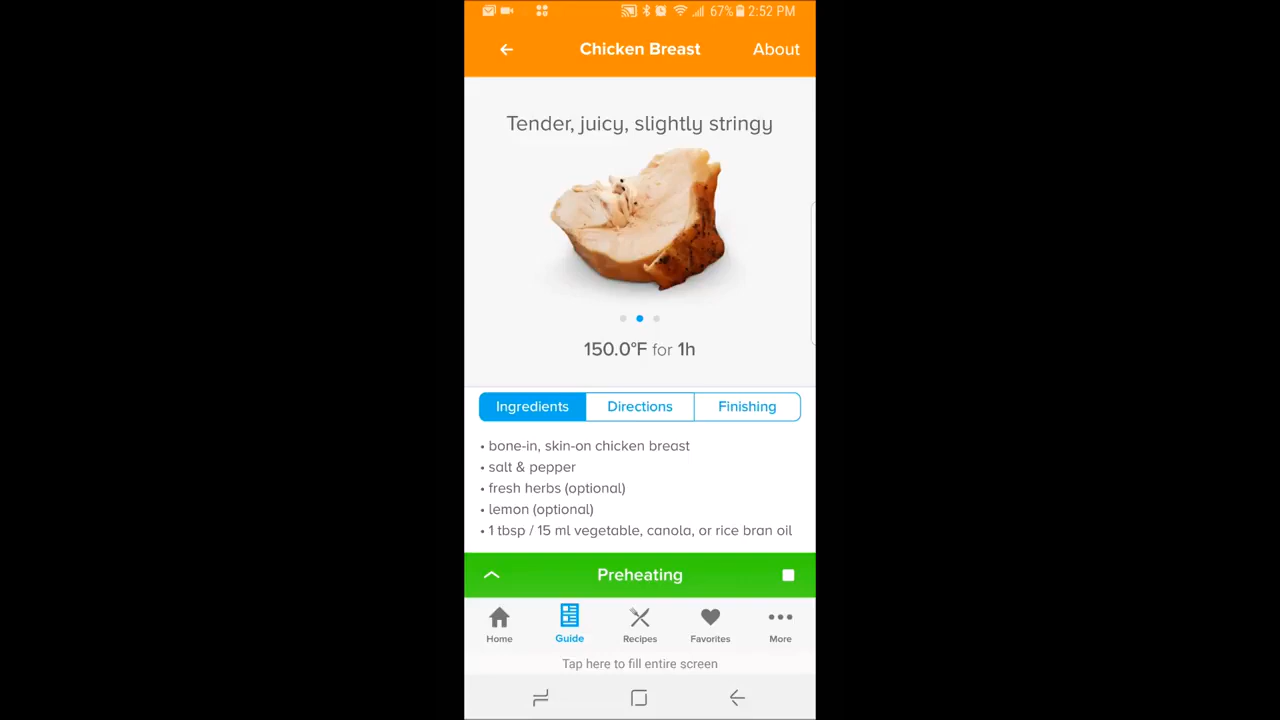 67% 2:52 PM
Chicken Breast About
Tender, juicy, slightly stringy
150.0°F for 1h
Ingredients Directions Finishing
• bone-in, skin-on chicken breast
• salt & pepper
• fresh herbs (optional)
• lemon (optional)
• 1 tbsp / 15 ml vegetable, canola, or rice bran oil
Preheating
Home Guide Recipes Favorites More
Tap here to fill entire screen